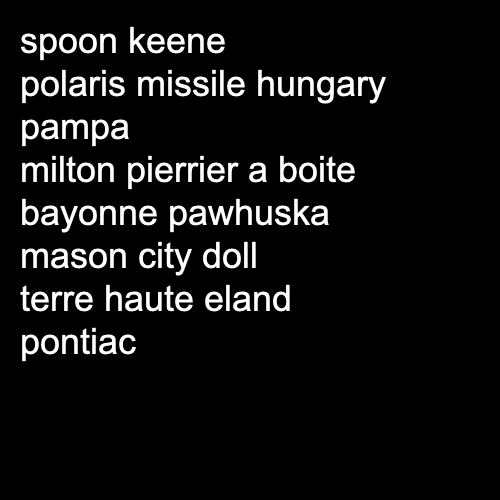 spoon keene
polaris missile hungary
pampa
milton pierrier a boite
bayonne pawhuska
mason city doll
terre haute eland
pontiac